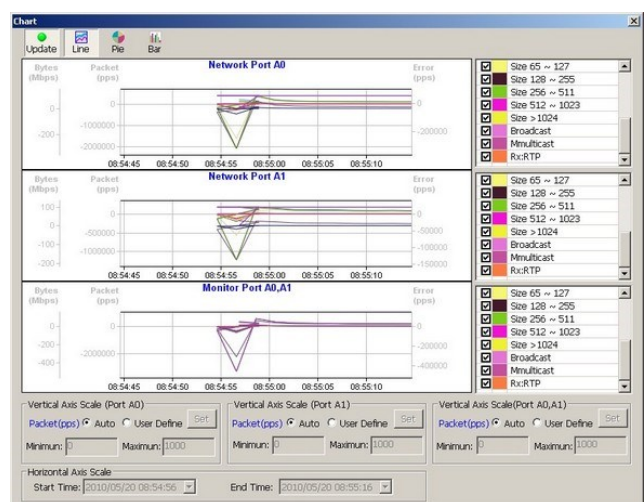 Chart
Update Line Pie Bar
Bytes (Mbps) Packet (pps) Network Port A0 Error (pps)
0 0 0
-200 -1000000 -200000
-2000000
08:54:45 08:54:50 08:54:55 08:55:00 08:55:05 08:55:10
Size 65 ~ 127
Size 128 ~ 255
Size 256 ~ 511
Size 512 ~ 1023
Size >1024
Broadcast
Mmulticast
Rx:RTP
Bytes (Mbps) Packet (pps) Network Port A1 Error (pps)
100
0 0 0
-100 -500000 -50000
-200 -1000000 -100000
-150000
08:54:45 08:54:50 08:54:55 08:55:00 08:55:05 08:55:10
Size 65 ~ 127
Size 128 ~ 255
Size 256 ~ 511
Size 512 ~ 1023
Size >1024
Broadcast
Mmulticast
Rx:RTP
Bytes (Mbps) Packet (pps) Monitor Port A0,A1 Error (pps)
0 0 0
-200 -2000000 -200000
-400 -400000
08:54:45 08:54:50 08:54:55 08:55:00 08:55:05 08:55:10
Size 65 ~ 127
Size 128 ~ 255
Size 256 ~ 511
Size 512 ~ 1023
Size >1024
Broadcast
Mmulticast
Rx:RTP
Vertical Axis Scale (Port A0)
Packet(pps) Auto User Define Set
Minimun: 0 Maximun: 1000
Vertical Axis Scale (Port A1)
Packet(pps) Auto User Define Set
Minimun: 0 Maximun: 1000
Vertical Axis Scale(Port A0,A1)
Packet(pps) Auto User Define Set
Minimun: 0 Maximun: 1000
Horizontal Axis Scale
Start Time: 2010/05/20 08:54:56 End Time: 2010/05/20 08:55:16